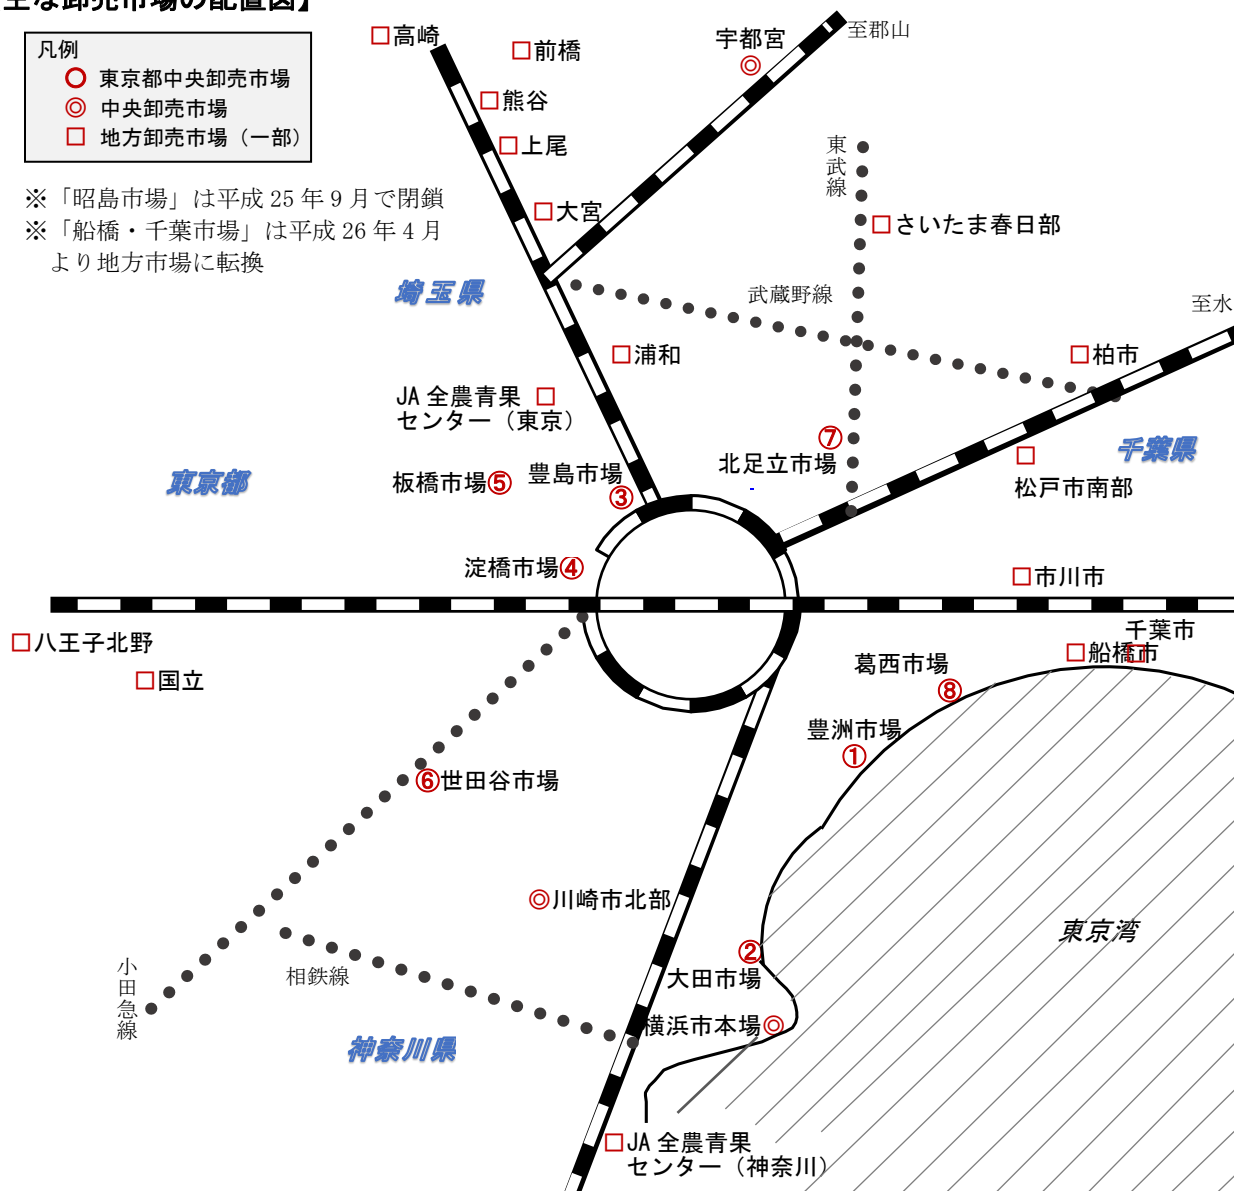 主な卸売市場の配置図】
凡例
東京都中央卸売市場
中央卸売市場
地方卸売市場（一部）
※「昭島市場」は平成 25 年 9 月で閉鎖
※「船橋・千葉市場」は平成 26 年 4 月
より地方市場に転換
高崎
前橋
宇都宮
至郡山
熊谷
上尾
東武線
大宮
さいたま春日部
埼玉県
武蔵野線
至水
浦和
柏市
JA 全農青果
センター（東京）
⑦
千葉県
東京都
板橋市場⑤
豊島市場
③
北足立市場
松戸市南部
淀橋市場④
市川市
八王子北野
国立
千葉市
船橋市
葛西市場
⑧
豊洲市場
①
⑥世田谷市場
川崎市北部
東京湾
②
大田市場
小田急線
相鉄線
横浜市本場
神奈川県
JA 全農青果
センター（神奈川）